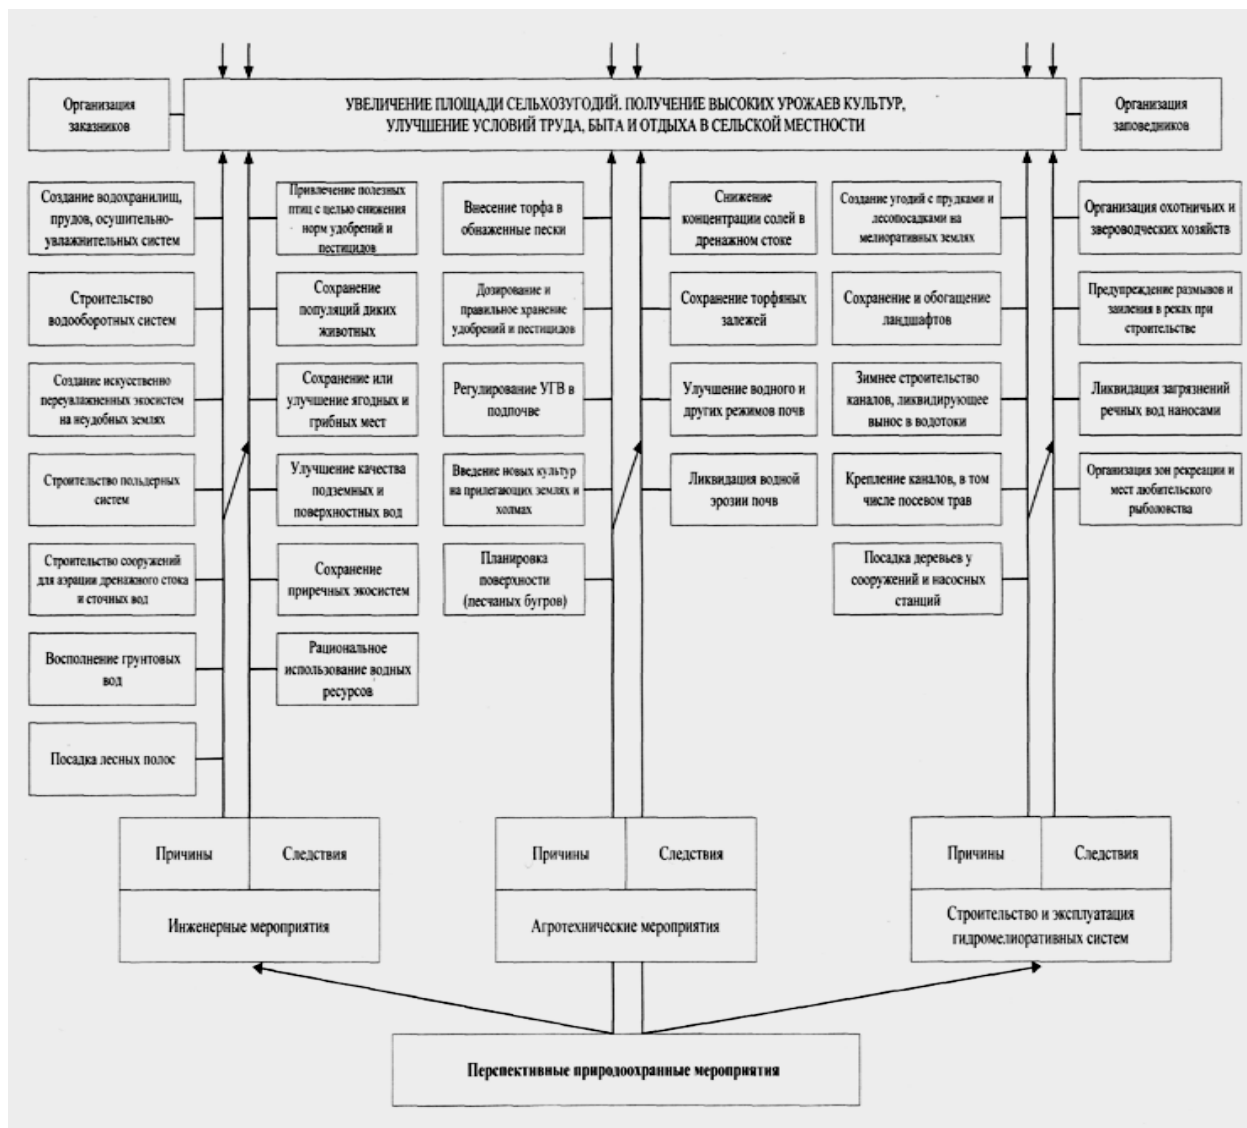 Организация
заказников
УВЕЛИЧЕНИЕ ПЛОЩАДИ СЕЛЬХОЗУГОДИЙ. ПОЛУЧЕНИЕ ВЫСОКИХ УРОЖАЕВ КУЛЬТУР,
УЛУЧШЕНИЕ УСЛОВИЙ ТРУДА, БЫТА И ОТДЫХА В СЕЛЬСКОЙ МЕСТНОСТИ
Организация
заповедников
Создание водохранилищ,
прудов, осушительно-
увлажнительных систем
Строительство
водооборотных систем
Создание искусственно
переувлажненных экосистем
на неудобных землях
Строительство польдерных
систем
Строительство сооружений
для аэрации дренажного стока
и сточных вод
Восполнение грунтовых
вод
Посадка лесных полос
Привлечение полезных
птиц с целью снижения
норм удобрений и
пестицидов
Сохранение
популяций диких
животных
Сохранение или
улучшение ягодных и
грибных мест
Улучшение качества
подземных и
поверхностных вод
Сохранение
приречных экосистем
Рациональное
использование водных
ресурсов
Внесение торфа в
обнаженные пески
Дозирование и
правильное хранение
удобрений и пестицидов
Регулирование УГВ в
подпочве
Введение новых культур
на прилегающих землях и
холмах
Планировка
поверхности
(песчаных бугров)
Снижение
концентрации солей в
дренажном стоке
Сохранение торфяных
залежей
Улучшение водного и
других режимов почв
Ликвидация водной
эрозии почв
Создание угодий с прудками и
лесопосадками на
мелиоративных землях
Сохранение и обогащение
ландшафтов
Зимнее строительство
каналов, ликвидирующее
вынос в водотоки
Крепление каналов, в том
числе посевом трав
Посадка деревьев у
сооружений и насосных
станций
Организация охотничьих и
звероводческих хозяйств
Предупреждение размывов и
заиления в реках при
строительстве
Ликвидация загрязнений
речных вод наносами
Организация зон рекреации и
мест любительского
рыболовства
Причины
Следствия
Инженерные мероприятия
Причины
Следствия
Агротехнические мероприятия
Причины
Следствия
Строительство и эксплуатация
гидромелиоративных систем
Перспективные природоохранные мероприятия